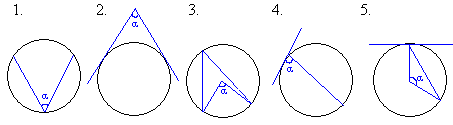 1. 2. 3. 4. 5.
α α α α α